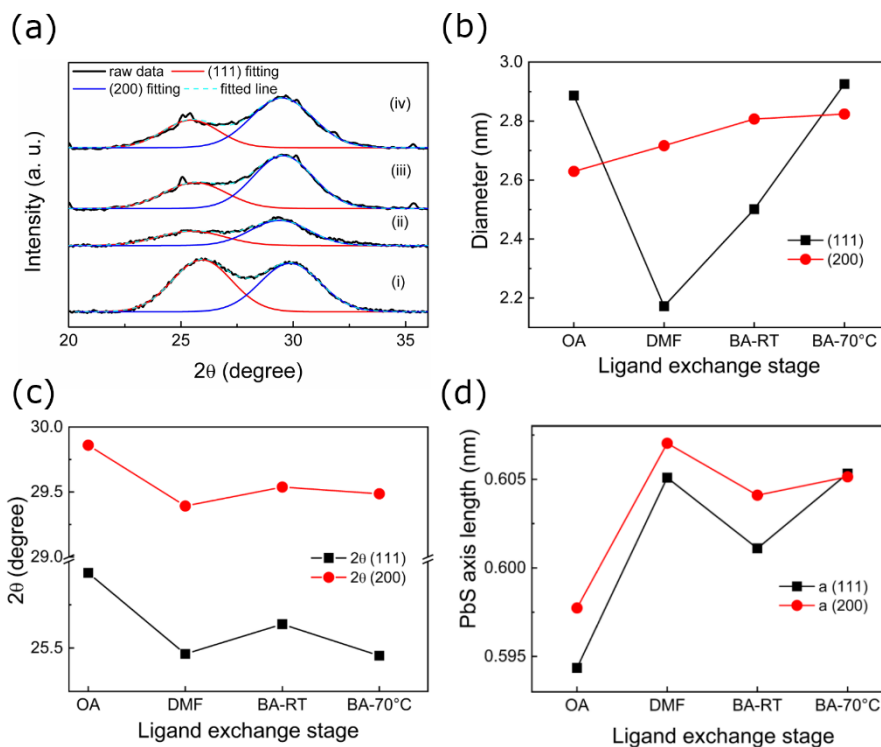 (a)
raw data (111) fitting
(200) fitting fitted line
(iv)
(iii)
(ii)
(i)
Intensity (a. u.)
20 25 30 35
2θ (degree)
(b)
3.0
2.8
2.6
2.4
2.2
Diameter (nm)
(111)
(200)
OA DMF BA-RT BA-70°C
Ligand exchange stage
(c)
30.0
29.5
29.0
25.5
2θ (degree)
2θ (111)
2θ (200)
OA DMF BA-RT BA-70°C
Ligand exchange stage
(d)
0.605
0.600
0.595
PbS axis length (nm)
a (111)
a (200)
OA DMF BA-RT BA-70°C
Ligand exchange stage